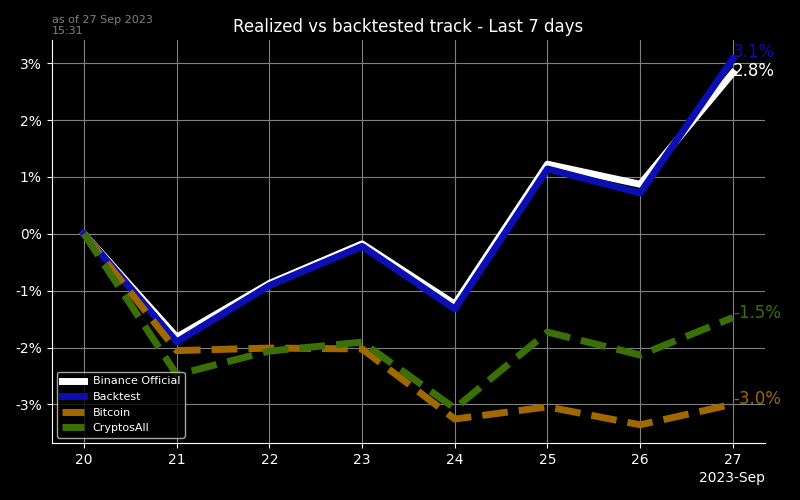 as of 27 Sep 2023
15:31
Realized vs backtested track - Last 7 days
3%
2%
1%
0%
-1%
-2%
-3%
3.1%
2.8%
-1.5%
-3.0%
Binance Official
Backtest
Bitcoin
CryptosAll
20 21 22 23 24 25 26 27
2023-Sep